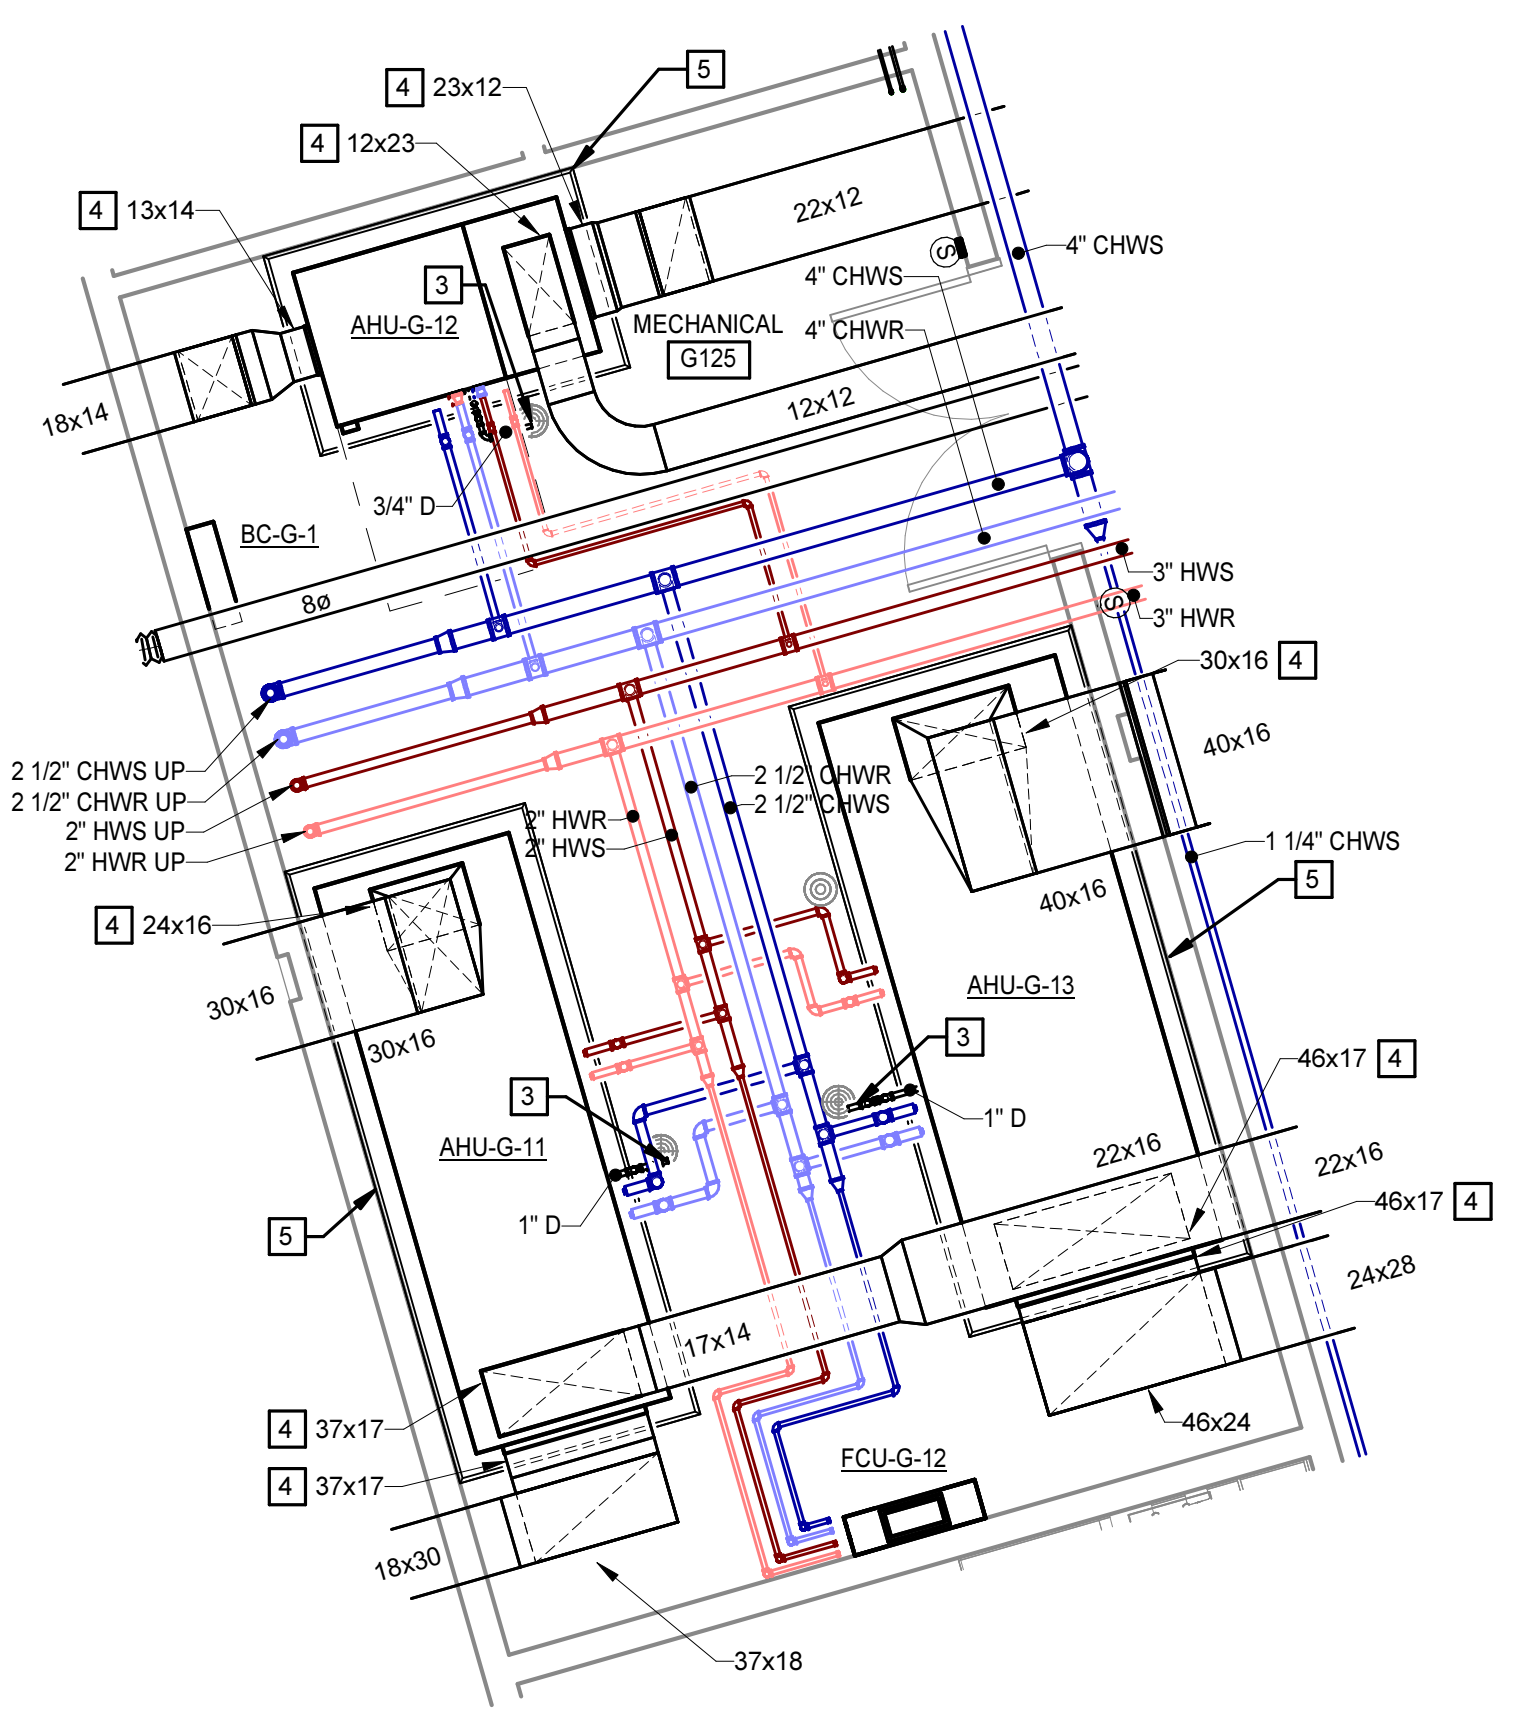 5
4 23x12
4 12x23
4 13x14
22x12
4" CHWS
4" CHWS
3
AHU-G-12
MECHANICAL
G125
4" CHWR
18x14
12x12
3/4" D
BC-G-1
8ø
3" HWS
3" HWR
30x16 4
40x16
2 1/2" CHWS UP
2 1/2" CHWR UP
2" HWS UP
2" HWR UP
2 1/2" CHWR
2 1/2" CHWS
2" HWR
2" HWS
1 1/4" CHWS
5
40x16
4 24x16
30x16
30x16
AHU-G-13
3
46x17 4
3
1" D
AHU-G-11
22x16
22x16
46x17 4
1" D
5
24x28
17x14
4 37x17
46x24
4 37x17
FCU-G-12
18x30
37x18
S
S